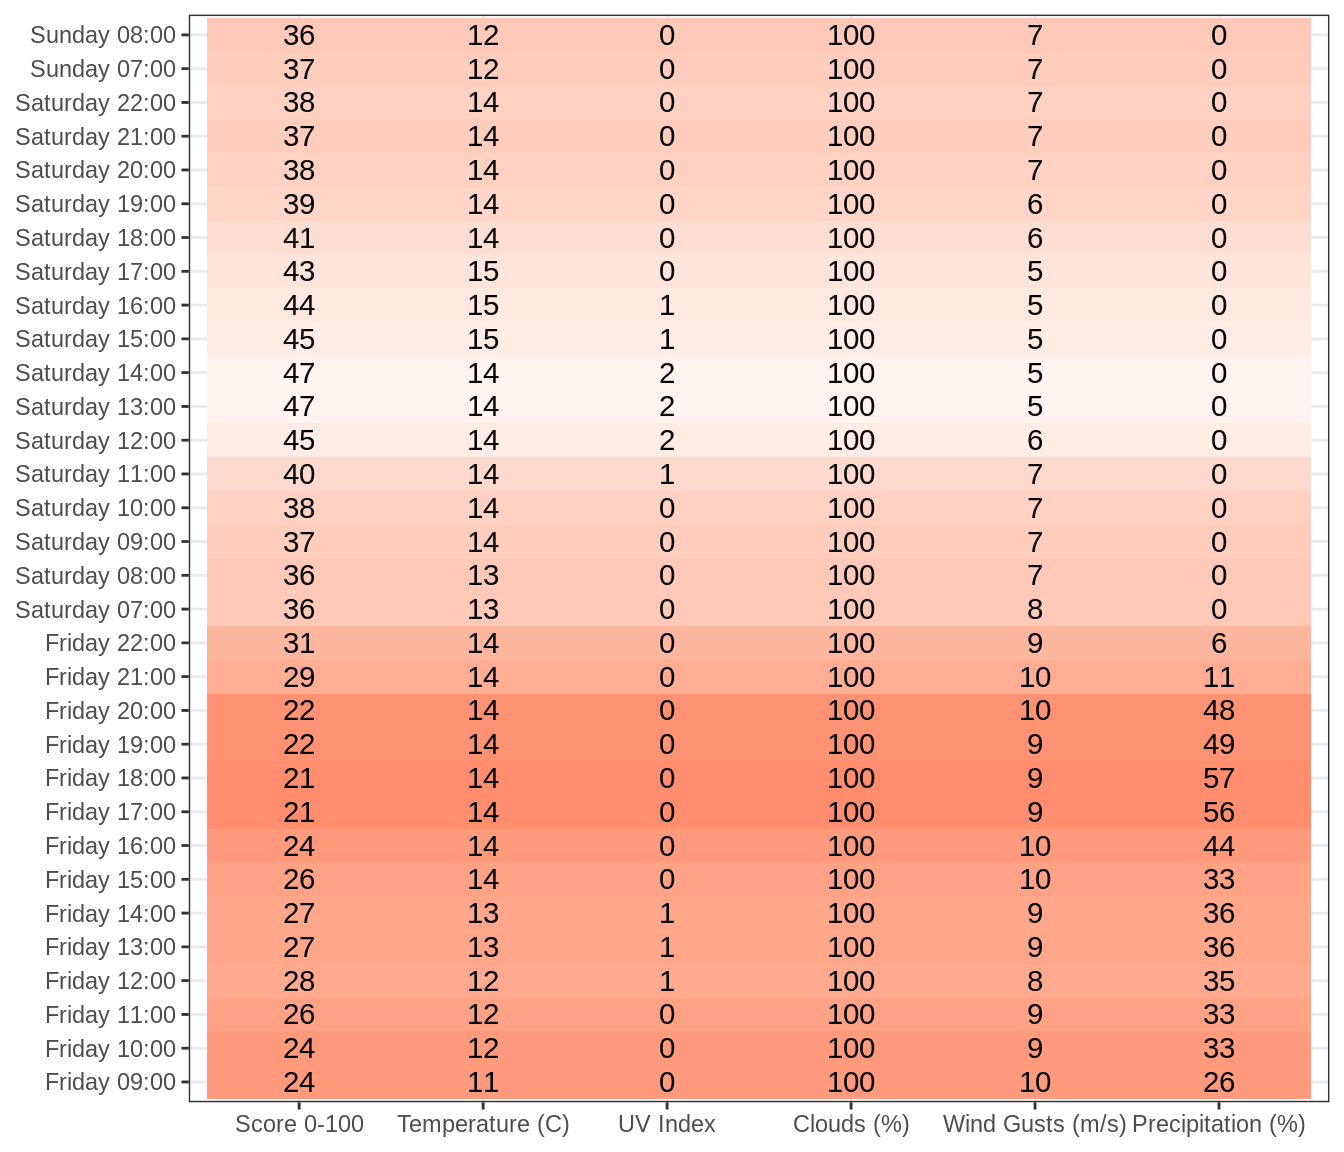 Sunday 08:00 36 12 0 100 7 0
Sunday 07:00 37 12 0 100 7 0
Saturday 22:00 38 14 0 100 7 0
Saturday 21:00 37 14 0 100 7 0
Saturday 20:00 38 14 0 100 7 0
Saturday 19:00 39 14 0 100 6 0
Saturday 18:00 41 14 0 100 6 0
Saturday 17:00 43 15 0 100 5 0
Saturday 16:00 44 15 1 100 5 0
Saturday 15:00 45 15 1 100 5 0
Saturday 14:00 47 14 2 100 5 0
Saturday 13:00 47 14 2 100 5 0
Saturday 12:00 45 14 2 100 6 0
Saturday 11:00 40 14 1 100 7 0
Saturday 10:00 38 14 0 100 7 0
Saturday 09:00 37 14 0 100 7 0
Saturday 08:00 36 13 0 100 7 0
Saturday 07:00 36 13 0 100 8 0
Friday 22:00 31 14 0 100 9 6
Friday 21:00 29 14 0 100 10 11
Friday 20:00 22 14 0 100 10 48
Friday 19:00 22 14 0 100 9 49
Friday 18:00 21 14 0 100 9 57
Friday 17:00 21 14 0 100 9 56
Friday 16:00 24 14 0 100 10 44
Friday 15:00 26 14 0 100 10 33
Friday 14:00 27 13 1 100 9 36
Friday 13:00 27 13 1 100 9 36
Friday 12:00 28 12 1 100 8 35
Friday 11:00 26 12 0 100 9 33
Friday 10:00 24 12 0 100 9 33
Friday 09:00 24 11 0 100 10 26
Score 0-100 Temperature (C) UV Index Clouds (%) Wind Gusts (m/s) Precipitation (%)